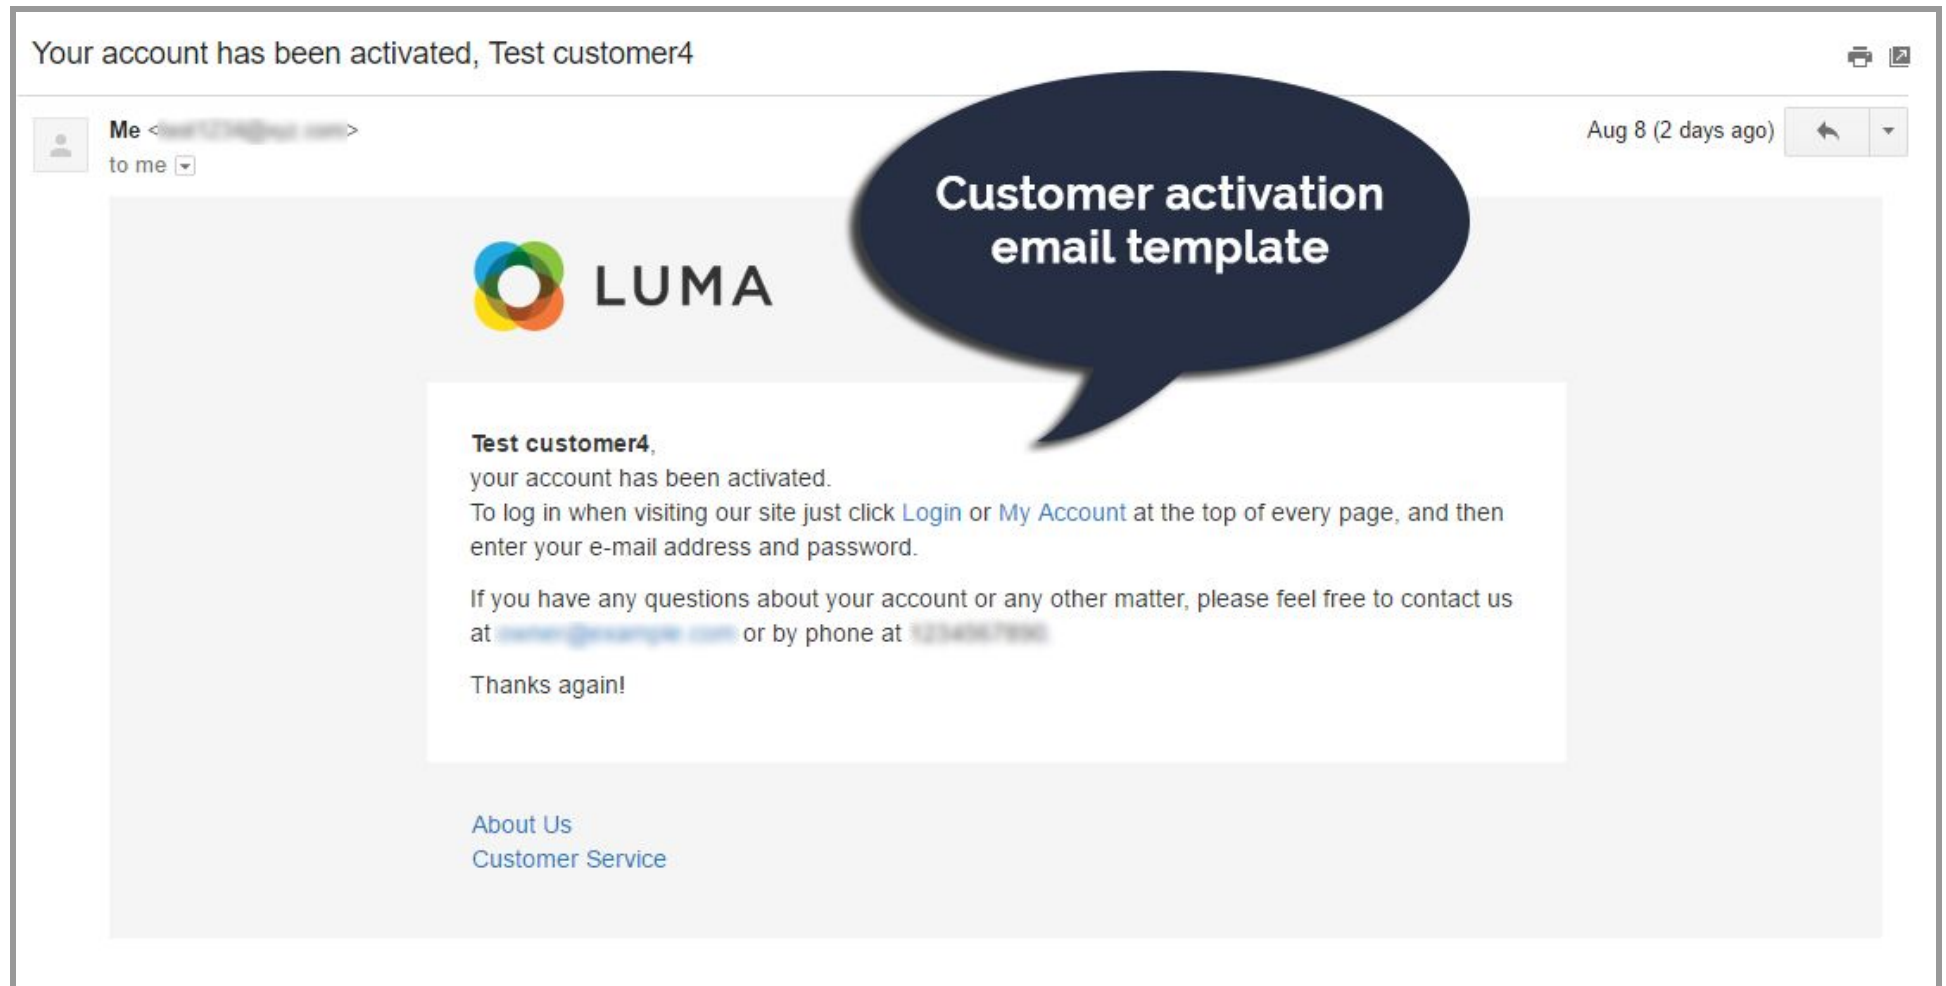 Your account has been activated, Test customer4
Me < >
Aug 8 (2 days ago)
to me
Customer activation
email template
LUMA
Test customer4,
your account has been activated.
To log in when visiting our site just click Login or My Account at the top of every page, and then
enter your e-mail address and password.
If you have any questions about your account or any other matter, please feel free to contact us
at or by phone at
Thanks again!
About Us
Customer Service